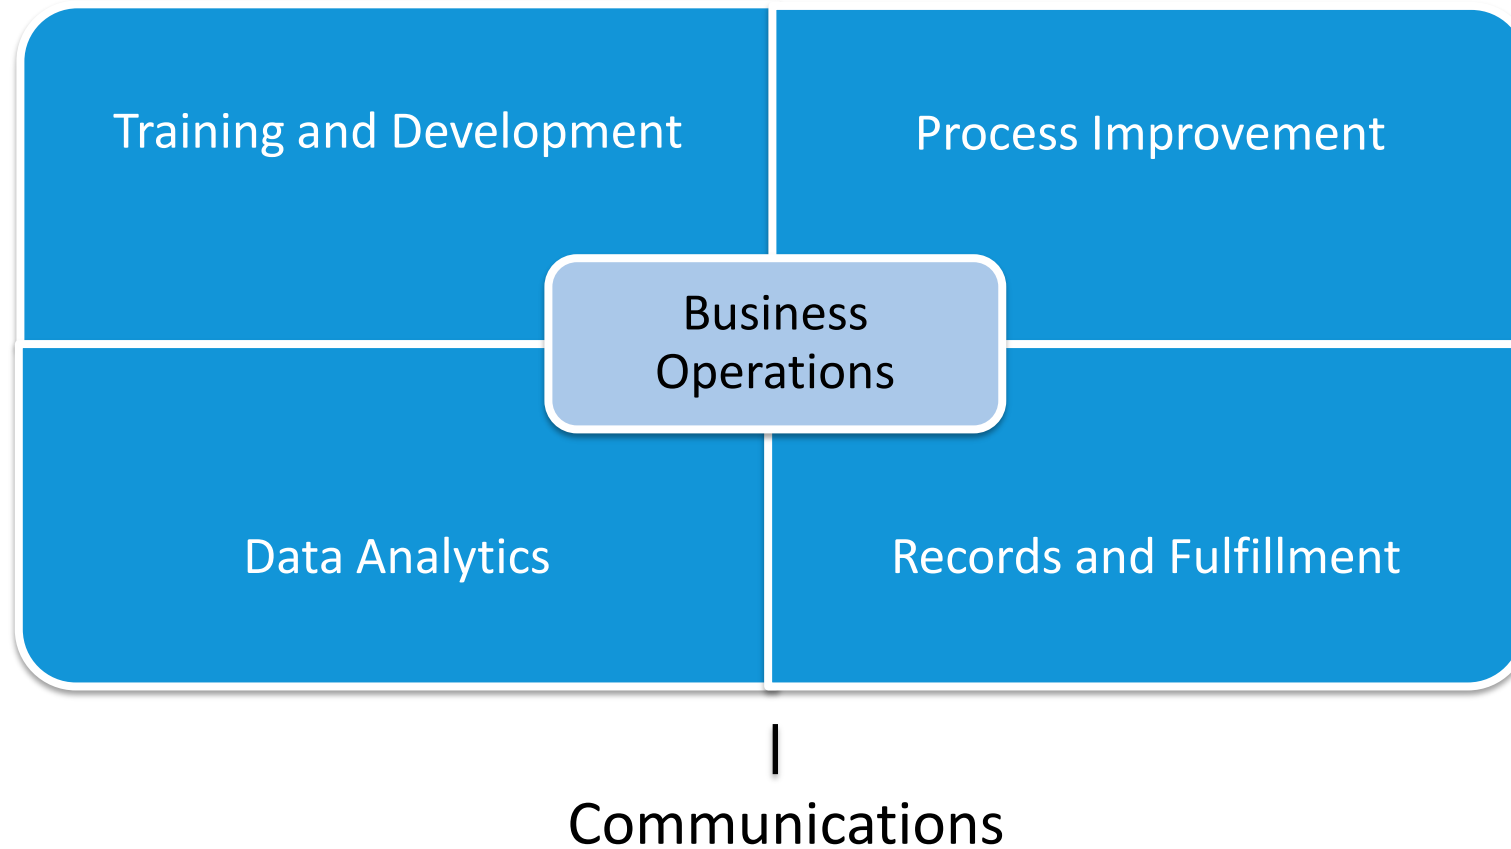 Training and Development
Process Improvement
Business
Operations
Data Analytics
Records and Fulfillment
Communications